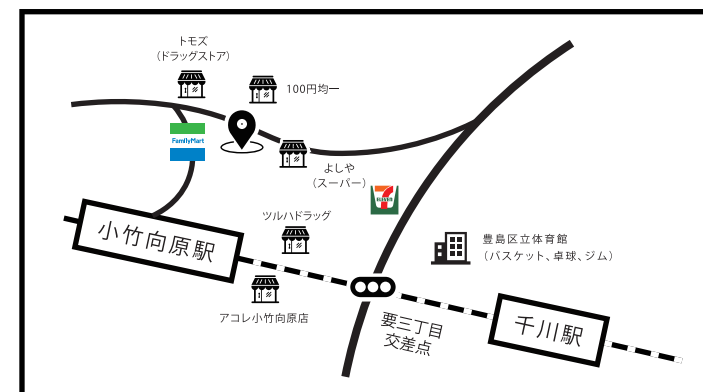 トモズ
(ドラッグストア)
100円均一
FamilyMart
よしや
(スーパー)
7
ELEVEn
ツルハドラッグ
小竹向原駅
豊島区立体育館
(バスケット、卓球、ジム)
アコレ小竹向原店
要三丁目
交差点
千川駅